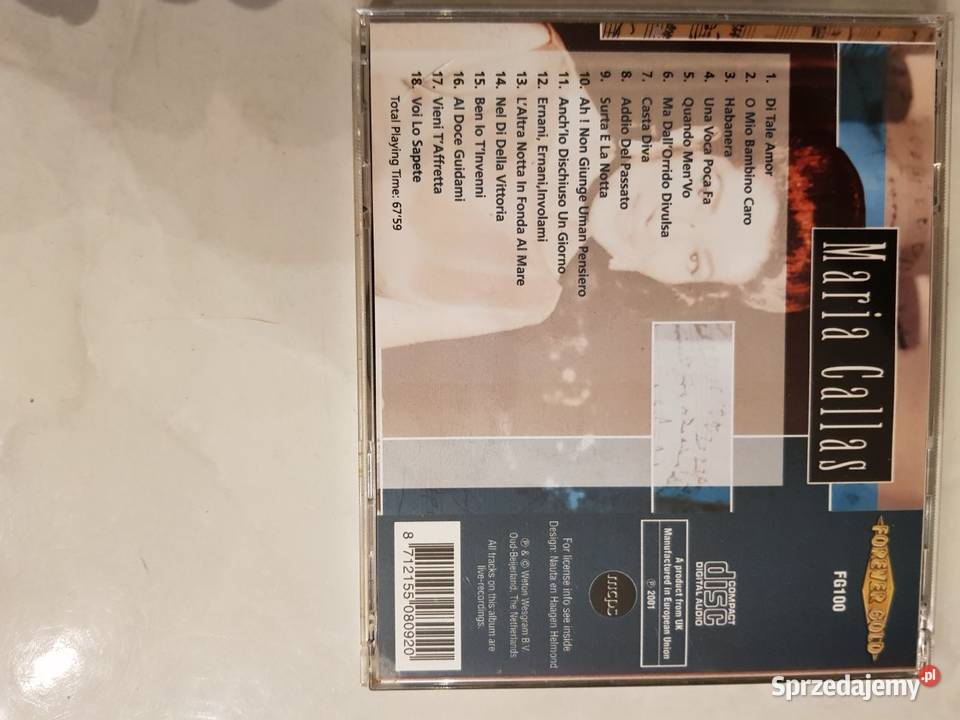 Maria Callas
1. Di Tale Amor
2. O Mio Bambino Caro
3. Habanera
4. Una Voca Poca Fa
5. Quando Men'Vo
6. Ma Dall'Orido Divulsa
7. Casta Diva
8. Addio Del Passato
9. Surta E La Notta
10. Ah ! Non Giunge Uman Pensiero
11. Anch'Io Dischiuso Un Giorno
12. Ernani, Ernani,Involami
13. L'Altra Notta In Fonda Al Mare
14. Nel Di Della Vittoria
15. Ben Io T'Invenni
16. Al Doce Guidami
17. Vieni T'Affretta
18. Voi Lo Sapete
Total Playing Time: 67'59
FOREVER GOLD
FG100
COMPACT
disc
DIGITAL AUDIO
A product from UK
Manufactured in European Union
℗ 2001
mcps
For license info see inside
Design: Nauta en Haagen Helmond
℗ & © Weton Wesgram B.V.
Oud-Beijerland, The Netherlands
All tracks on this album are
live-recordings.
8 712155 080920
Sprzedajemy.pl